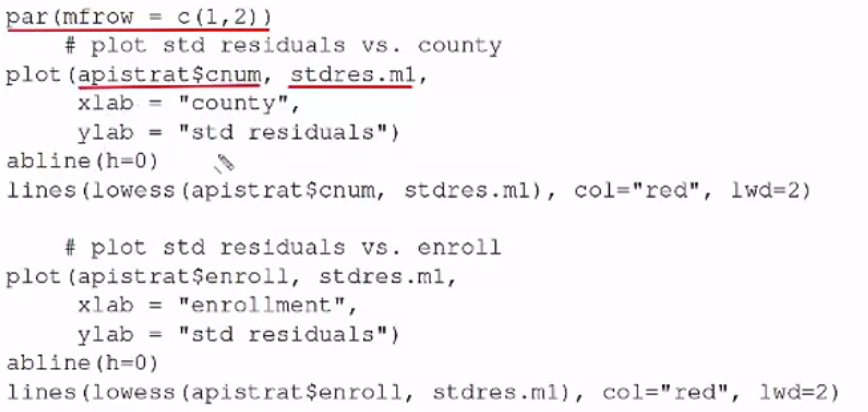 par(mfrow = c(1,2))
# plot std residuals vs. county
plot(apistrat$cnum, stdres.m1,
xlab = "county",
ylab = "std residuals")
abline(h=0)
lines(lowess(apistrat$cnum, stdres.m1), col="red", lwd=2)
# plot std residuals vs. enroll
plot(apistrat$enroll, stdres.m1,
xlab = "enrollment",
ylab = "std residuals")
abline(h=0)
lines(lowess(apistrat$enroll, stdres.m1), col="red", lwd=2)